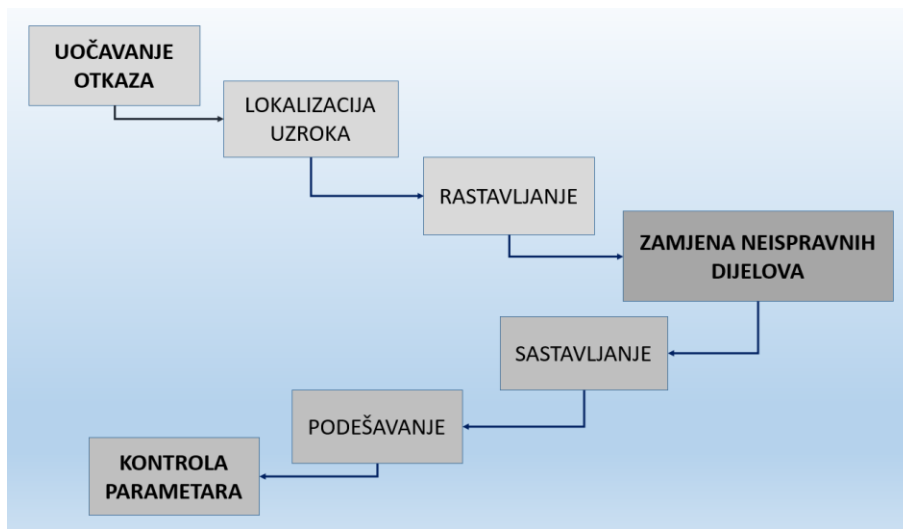 UOČAVANJE
OTKAZA
LOKALIZACIJA
UZROKA
RASTAVLJANJE
ZAMJENA NEISPRAVNIH
DIJELOVA
SASTAVLJANJE
PODEŠAVANJE
KONTROLA
PARAMETARA